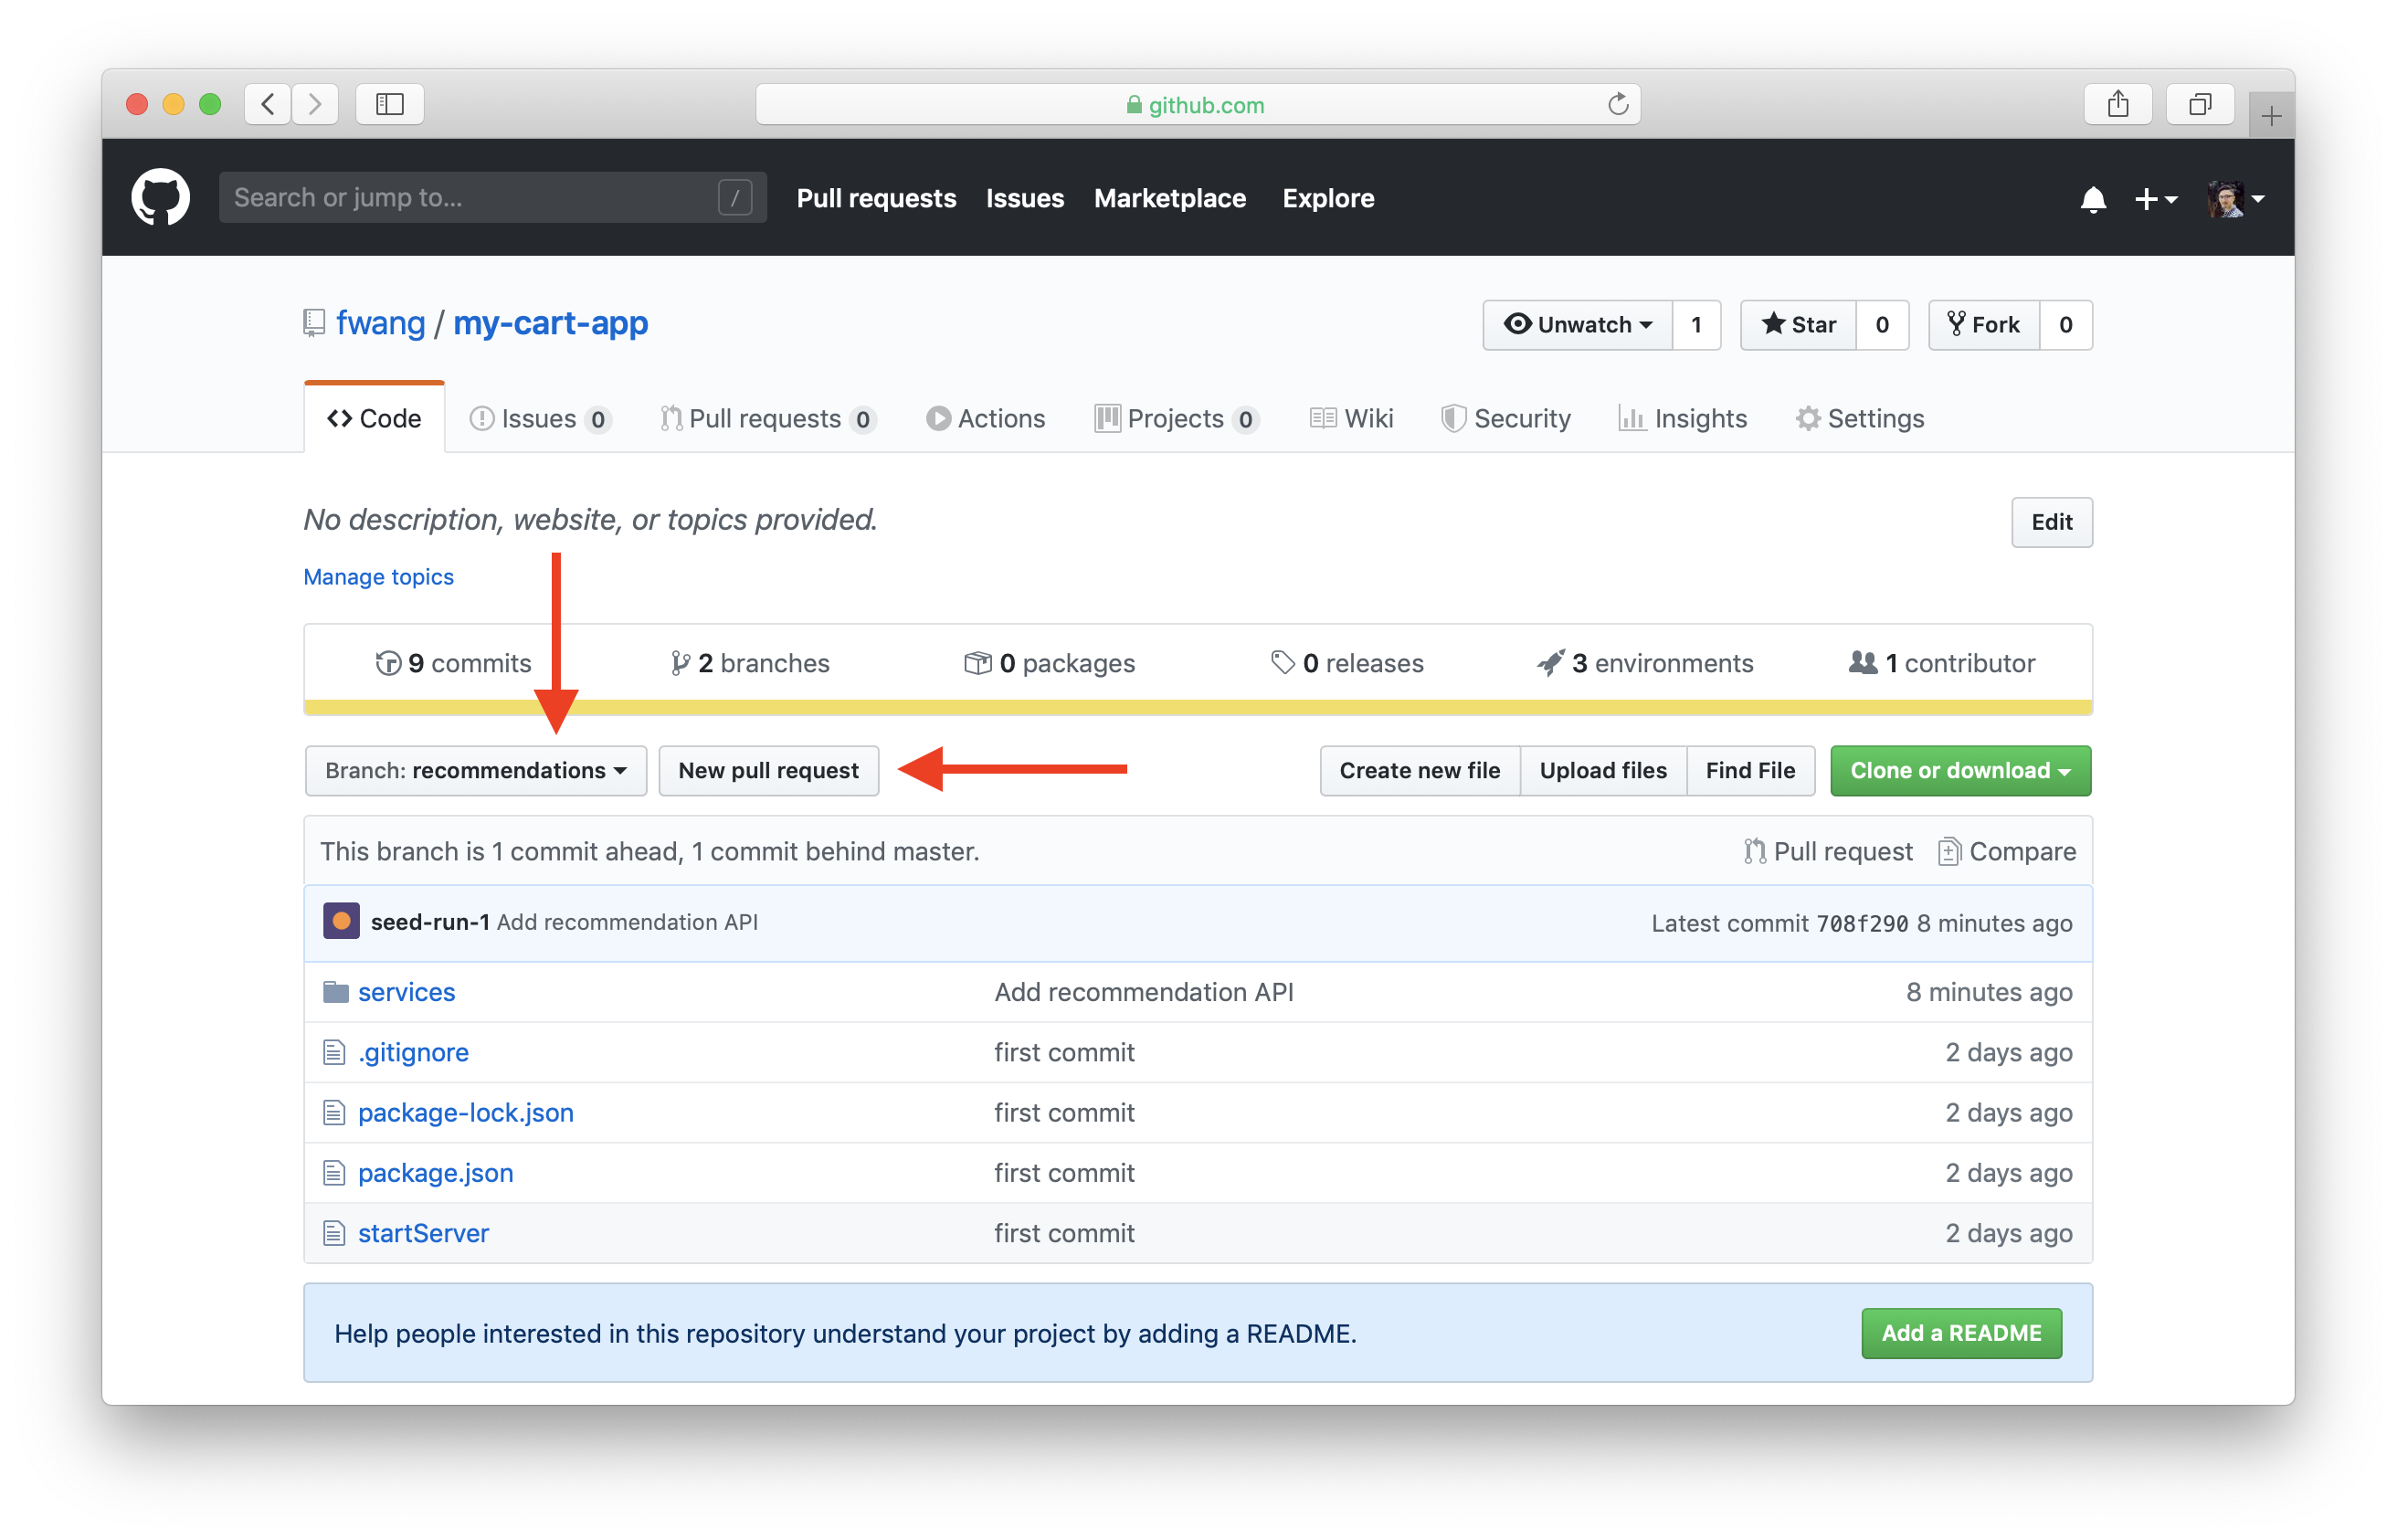 github.com
Search or jump to... /
Pull requests Issues Marketplace Explore
fwang / my-cart-app
Unwatch 1 Star 0 Fork 0
Code Issues 0 Pull requests 0 Actions Projects 0 Wiki Security Insights Settings
No description, website, or topics provided.
Edit
Manage topics
9 commits 2 branches 0 packages 0 releases 3 environments 1 contributor
Branch: recommendations New pull request Create new file Upload files Find File Clone or download
This branch is 1 commit ahead, 1 commit behind master. Pull request Compare
seed-run-1 Add recommendation API Latest commit 708f290 8 minutes ago
services Add recommendation API 8 minutes ago
.gitignore first commit 2 days ago
package-lock.json first commit 2 days ago
package.json first commit 2 days ago
startServer first commit 2 days ago
Help people interested in this repository understand your project by adding a README. Add a README